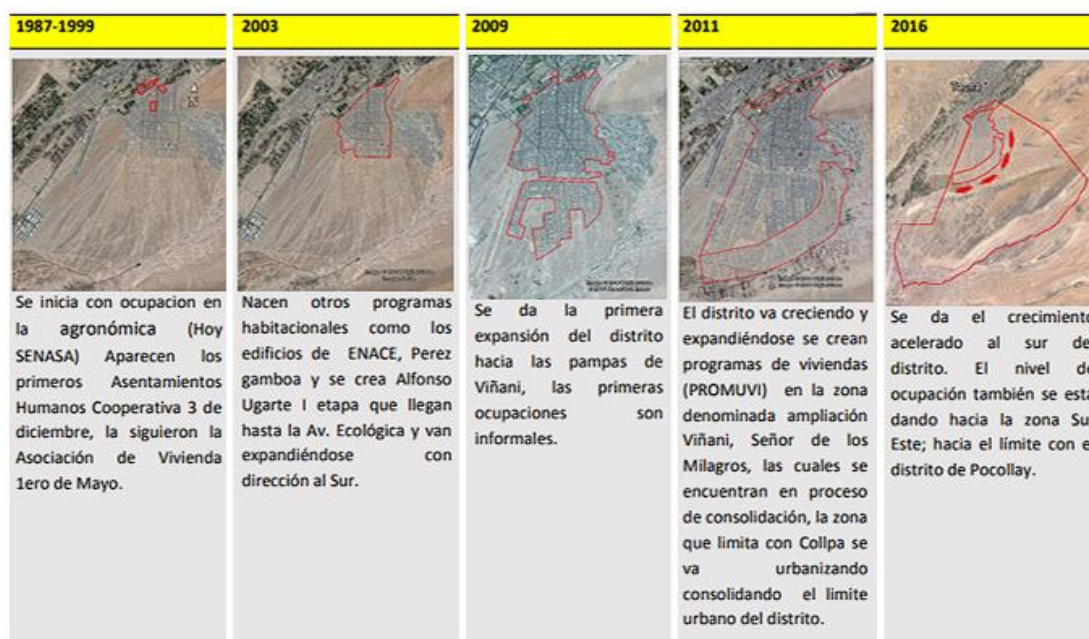 1987-1999
Se inicia con ocupacion en
la agronómica (Hoy
SENASA) Aparecen los
primeros Asentamientos
Humanos Cooperativa 3 de
diciembre, la siguieron la
Asociación de Vivienda
1ero de Mayo.
2003
Nacen otros programas
habitacionales como los
edificios de ENACE, Perez
gamboa y se crea Alfonso
Ugarte I etapa que llegan
hasta la Av. Ecológica y van
expandiéndose con
dirección al Sur.
2009
Se da la primera
expansión del distrito
hacia las pampas de
Viñani, las primeras
ocupaciones son
informales.
2011
El distrito va creciendo y
expandiéndose se crean
programas de viviendas
(PROMUVI) en la zona
denominada ampliación
Viñani, Señor de los
Milagros, las cuales se
encuentran en proceso
de consolidación, la zona
que limita con Collpa se
va urbanizando
consolidando el limite
urbano del distrito.
2016
Se da el crecimiento
acelerado al sur de
distrito. El nivel de
ocupación también se está
dando hacia la zona Su
Este; hacia el límite con e
distrito de Pocollay.